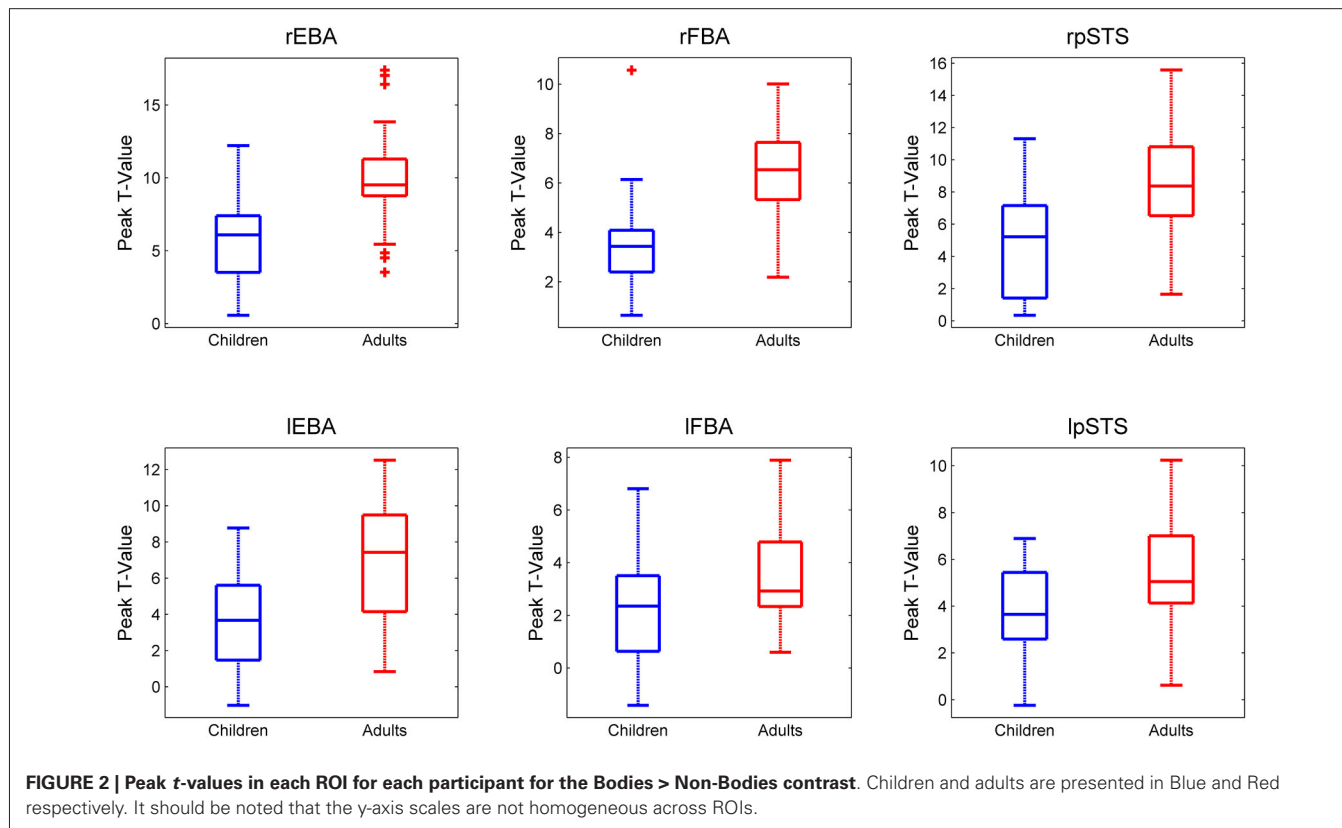 rEBA
Peak T-Value
15
10
5
0
Children Adults
rFBA
Peak T-Value
10
8
6
4
2
Children Adults
rpSTS
Peak T-Value
16
14
12
10
8
6
4
2
0
Children Adults
lEBA
Peak T-Value
12
10
8
6
4
2
0
Children Adults
lFBA
Peak T-Value
8
6
4
2
0
Children Adults
lpSTS
Peak T-Value
10
8
6
4
2
0
Children Adults
FIGURE 2 | Peak t-values in each ROI for each participant for the Bodies > Non-Bodies contrast. Children and adults are presented in Blue and Red
respectively. It should be noted that the y-axis scales are not homogeneous across ROIs.